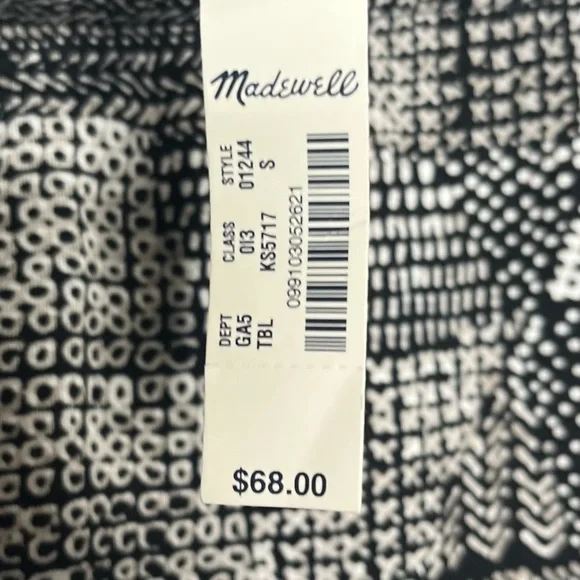 Madewell
DEPT CLASS STYLE
GA5 013 01244
TBL KS5717 S
099103052621
$68.00